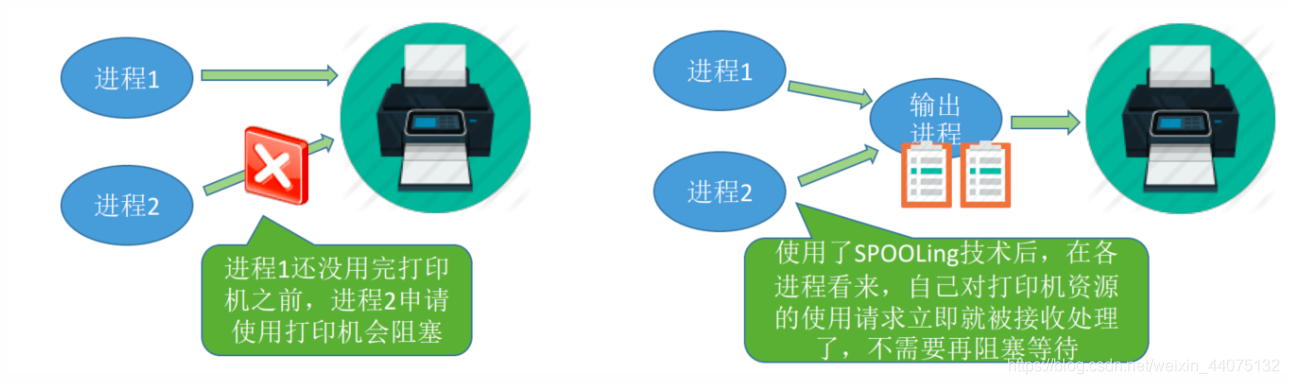 进程1
进程2
进程1还没用完打印
机之前，进程2申请
使用打印机会阻塞
进程1
进程2
输出
进程
使用了SPOOLing技术后，在各
进程看来，自己对打印机资源
的使用请求立即就被接收处理
了，不需要再阻塞等待
https://blog.csdn.net/weixin_44075132